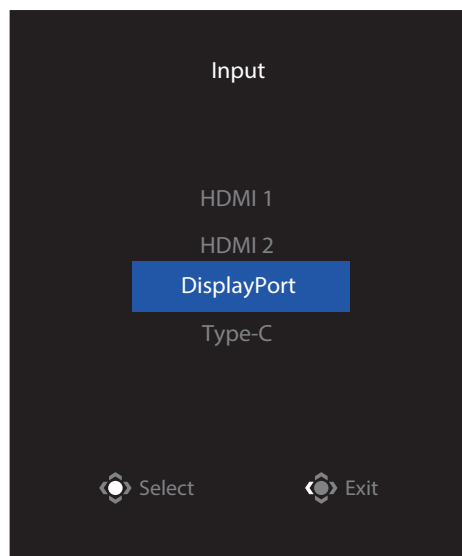 Input
HDMI 1
HDMI 2
DisplayPort
Type-C
Select Exit